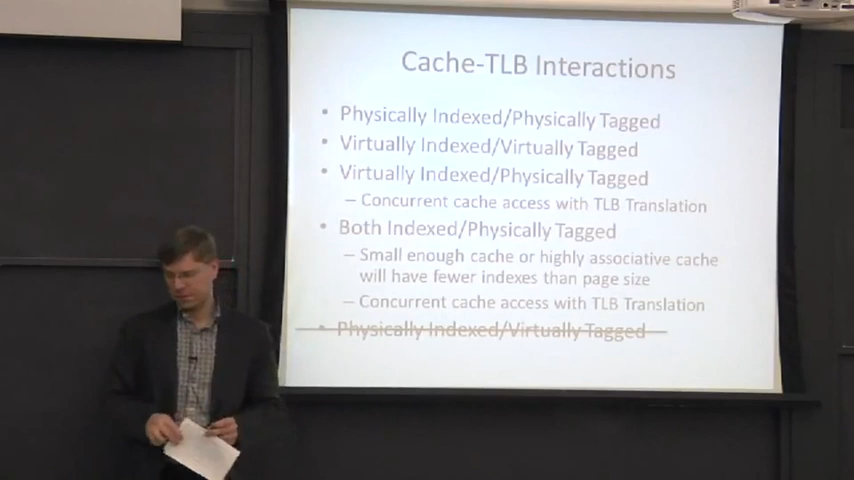 Cache-TLB Interactions
• Physically Indexed/Physically Tagged
• Virtually Indexed/Virtually Tagged
• Virtually Indexed/Physically Tagged
– Concurrent cache access with TLB Translation
• Both Indexed/Physically Tagged
– Small enough cache or highly associative cache
will have fewer indexes than page size
– Concurrent cache access with TLB Translation
• Physically Indexed/Virtually Tagged